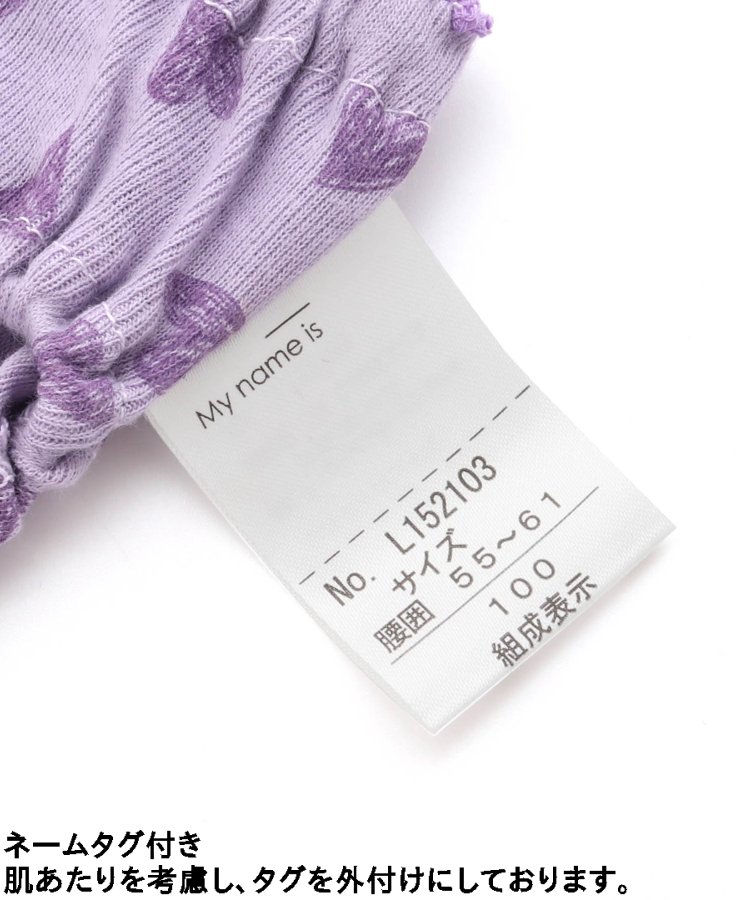 My name is
No. L152103
サイズ
腰囲 55～61
100
組成表示
ネームタグ付き
肌あたりを考慮し、タグを外付けにしております。